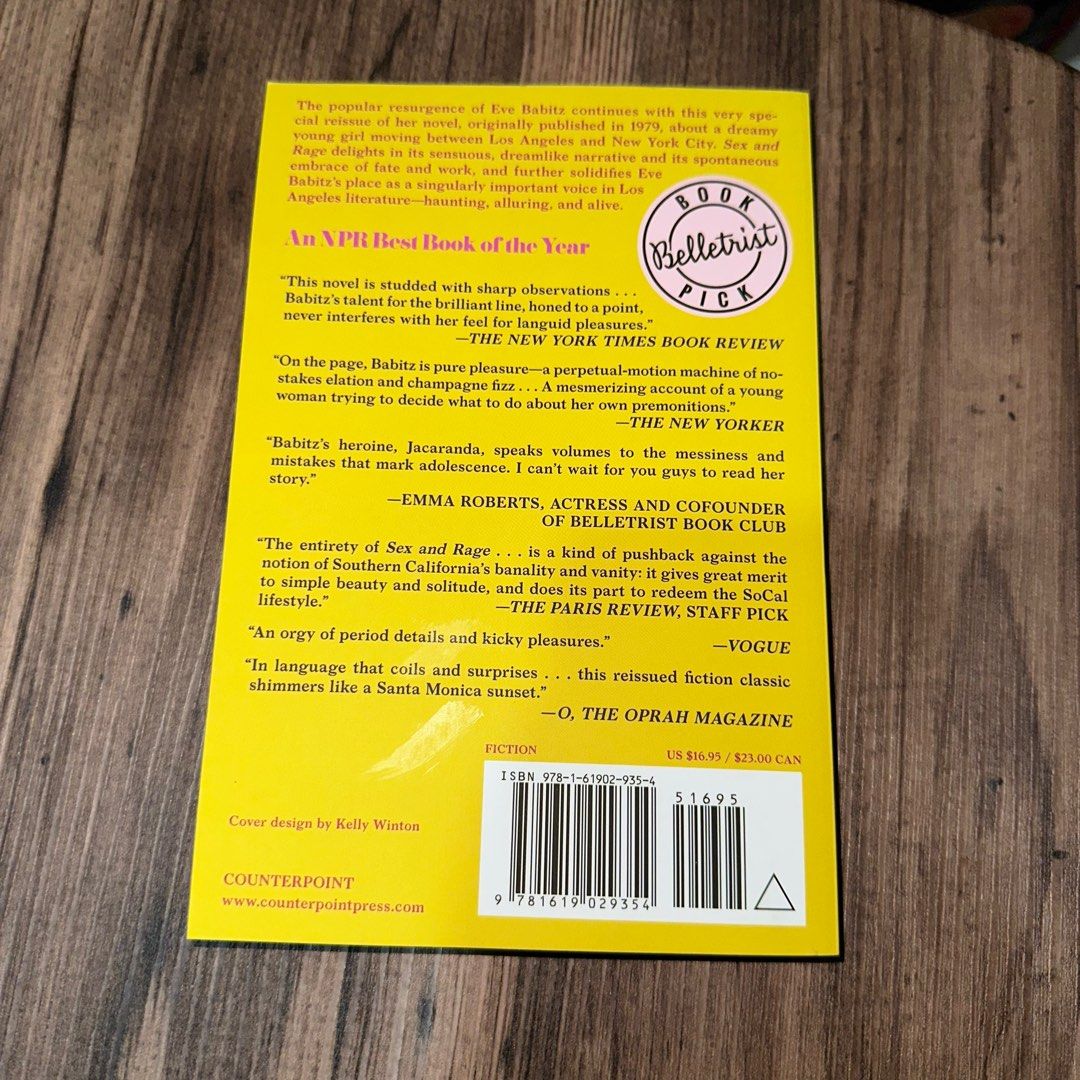 The popular resurgence of Eve Babitz continues with this very spe-
cial reissue of her novel, originally published in 1979, about a dreamy
young girl moving between Los Angeles and New York City. Sex and
Rage delights in its sensuous, dreamlike narrative and its spontaneous
embrace of fate and work, and further solidifies Eve
Babitz's place as a singularly important voice in Los
Angeles literature—haunting, alluring, and alive.
BOOK
Belletrist
PICK
An NPR Best Book of the Year
“This novel is studded with sharp observations . . .
Babitz's talent for the brilliant line, honed to a point,
never interferes with her feel for languid pleasures.”
—THE NEW YORK TIMES BOOK REVIEW
“On the page, Babitz is pure pleasure—a perpetual-motion machine of no-
stakes elation and champagne fizz . . . A mesmerizing account of a young
woman trying to decide what to do about her own premonitions.”
—THE NEW YORKER
“Babitz's heroine, Jacaranda, speaks volumes to the messiness and
mistakes that mark adolescence. I can't wait for you guys to read her
story.”
—EMMA ROBERTS, ACTRESS AND COFOUNDER
OF BELLETRIST BOOK CLUB
“The entirety of Sex and Rage . . . is a kind of pushback against the
notion of Southern California's banality and vanity: it gives great merit
to simple beauty and solitude, and does its part to redeem the SoCal
lifestyle.” —THE PARIS REVIEW, STAFF PICK
“An orgy of period details and kicky pleasures.” —VOGUE
“In language that coils and surprises . . . this reissued fiction classic
shimmers like a Santa Monica sunset.”
—O, THE OPRAH MAGAZINE
FICTION US $16.95 / $23.00 CAN
ISBN 978-1-61902-935-4
51695
9 781619 029354
Cover design by Kelly Winton
COUNTERPOINT
www.counterpointpress.com